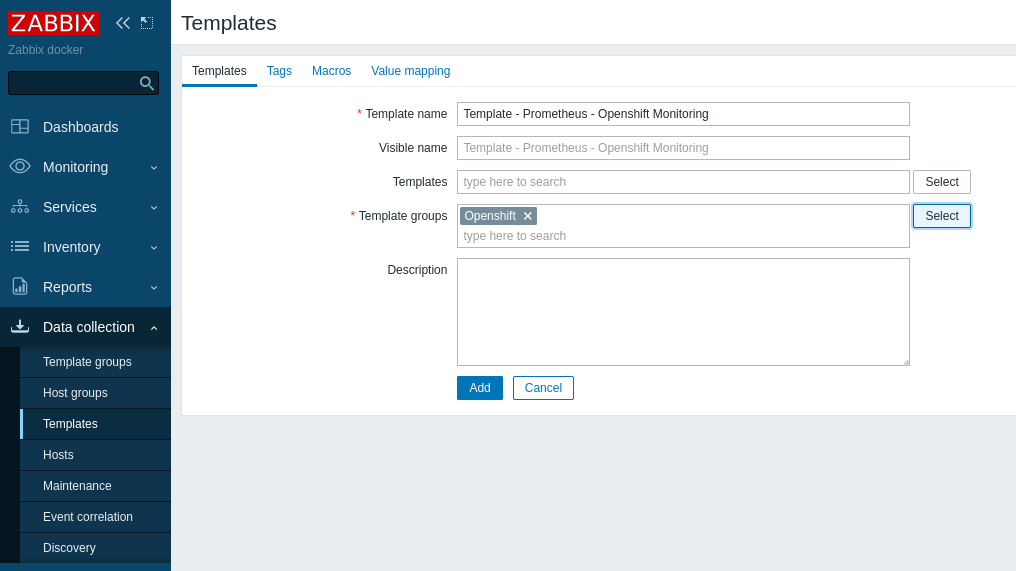 ZABBIX
Zabbix docker
Dashboards
Monitoring
Services
Inventory
Reports
Data collection
Template groups
Host groups
Templates
Hosts
Maintenance
Event correlation
Discovery
Templates
Templates Tags Macros Value mapping
* Template name Template - Prometheus - Openshift Monitoring
Visible name Template - Prometheus - Openshift Monitoring
Templates type here to search Select
* Template groups Openshift Select
type here to search
Description
Add Cancel